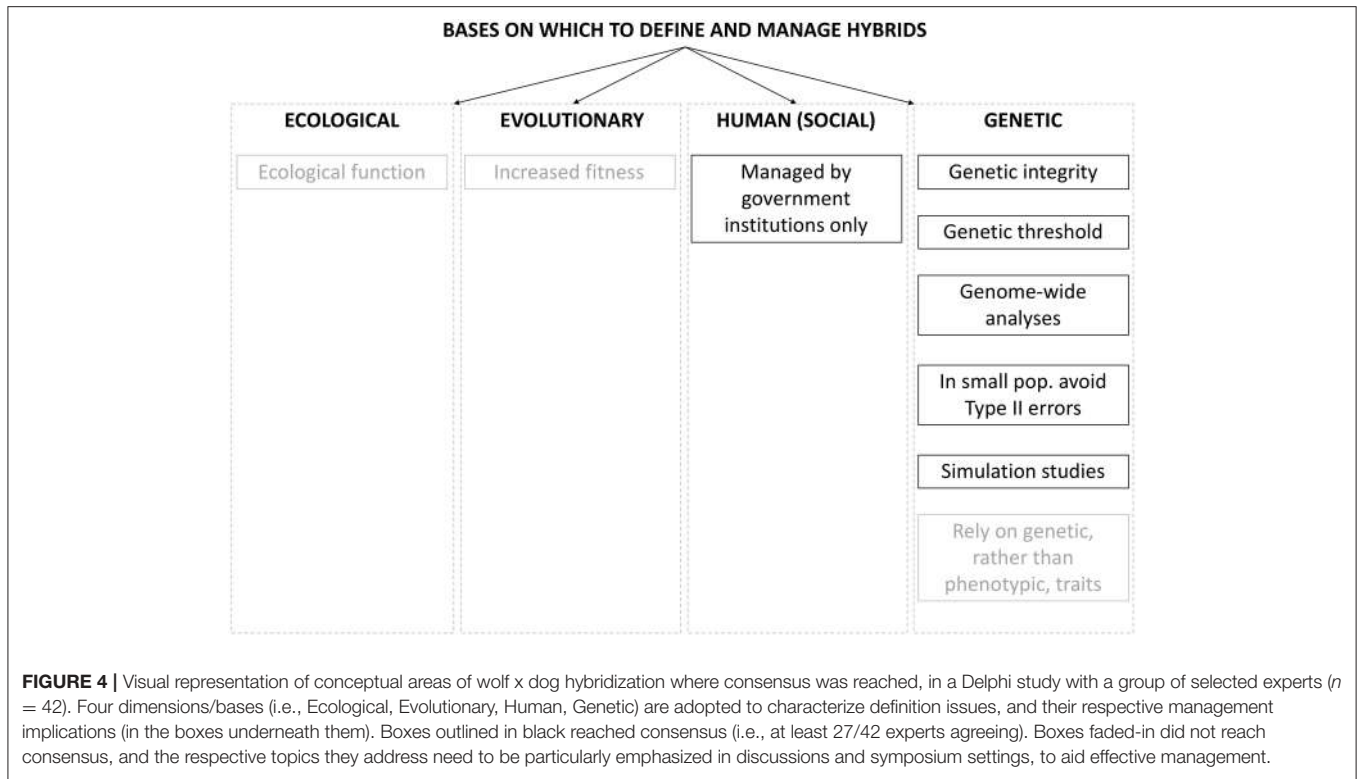 BASES ON WHICH TO DEFINE AND MANAGE HYBRIDS
ECOLOGICAL
Ecological function
EVOLUTIONARY
Increased fitness
HUMAN (SOCIAL)
Managed by
government
institutions only
GENETIC
Genetic integrity
Genetic threshold
Genome-wide
analyses
In small pop. avoid
Type II errors
Simulation studies
Rely on genetic,
rather than
phenotypic, traits
FIGURE 4 | Visual representation of conceptual areas of wolf x dog hybridization where consensus was reached, in a Delphi study with a group of selected experts (n
= 42). Four dimensions/bases (i.e., Ecological, Evolutionary, Human, Genetic) are adopted to characterize definition issues, and their respective management
implications (in the boxes underneath them). Boxes outlined in black reached consensus (i.e., at least 27/42 experts agreeing). Boxes faded-in did not reach
consensus, and the respective topics they address need to be particularly emphasized in discussions and symposium settings, to aid effective management.